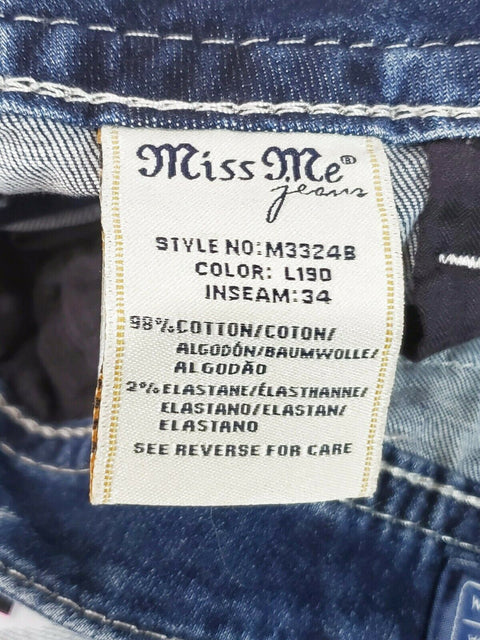 Miss Me®
jeans
STYLE NO:M3324B
COLOR: L190
INSEAM:34
98%COTTON/COTON/
ALGODÓN/BAUMWOLLE/
ALGODÃO
2%ELASTANE/ÉLASTHANNE/
ELASTANO/ELASTAN/
ELASTANO
SEE REVERSE FOR CARE